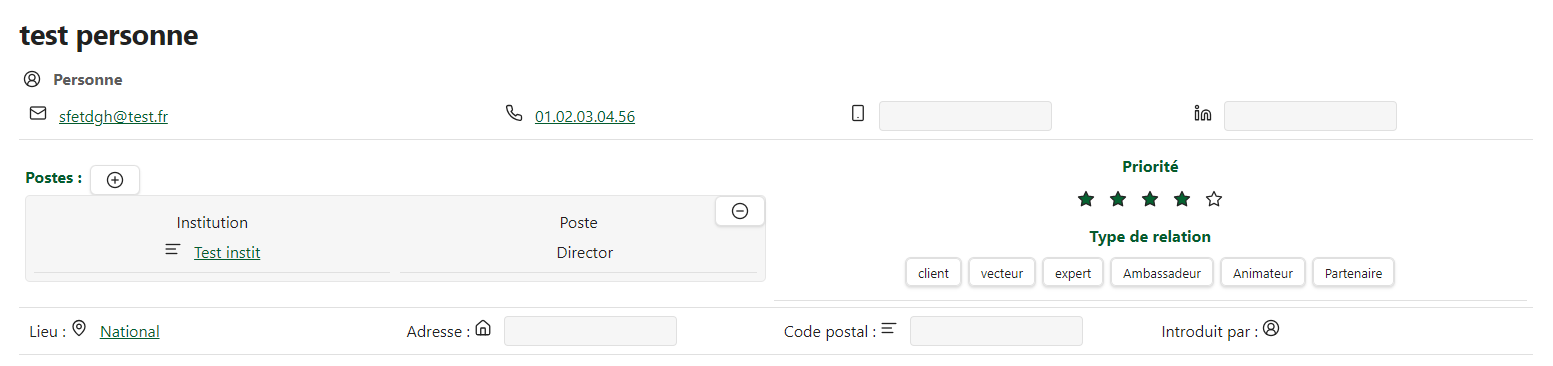 test personne
Personne
sfetdgh@test.fr 01.02.03.04.56 in
Postes :
Priorité
Institution Poste
Test instit Director
Type de relation
client vecteur expert Ambassadeur Animateur Partenaire
Lieu : National Adresse : Code postal : Introduit par :